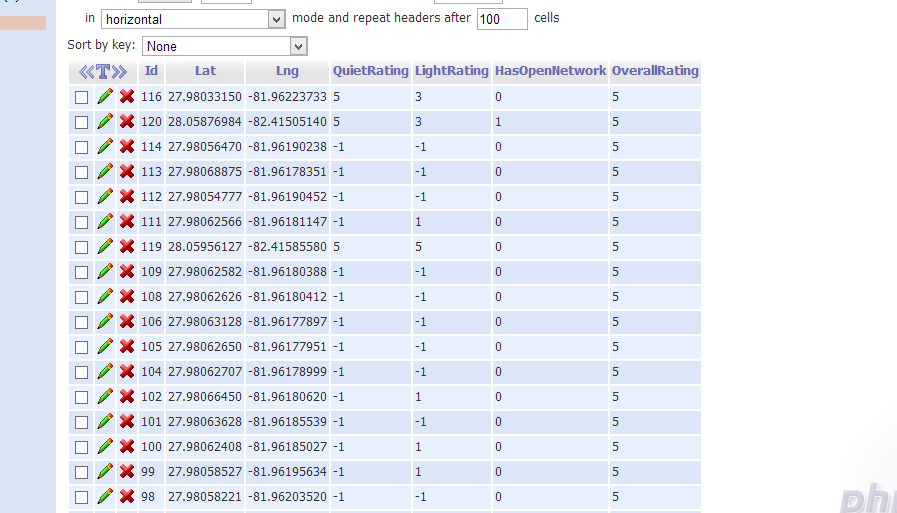 in horizontal mode and repeat headers after 100 cells
Sort by key: None
T Id Lat Lng QuietRating LightRating HasOpenNetwork OverallRating
116 27.98033150 -81.96223733 5 3 0 5
120 28.05876984 -82.41505140 5 3 1 5
114 27.98056470 -81.96190238 -1 -1 0 5
113 27.98068875 -81.96178351 -1 -1 0 5
112 27.98054777 -81.96190452 -1 -1 0 5
111 27.98062566 -81.96181147 -1 1 0 5
119 28.05956127 -82.41585580 5 5 0 5
109 27.98062582 -81.96180388 -1 -1 0 5
108 27.98062626 -81.96180412 -1 -1 0 5
106 27.98063128 -81.96177897 -1 -1 0 5
105 27.98062650 -81.96177951 -1 -1 0 5
104 27.98062707 -81.96178999 -1 -1 0 5
102 27.98066450 -81.96180620 -1 1 0 5
101 27.98063628 -81.96185539 -1 -1 0 5
100 27.98062408 -81.96185027 -1 1 0 5
99 27.98058527 -81.96195634 -1 1 0 5
98 27.98058221 -81.96203520 -1 -1 0 5